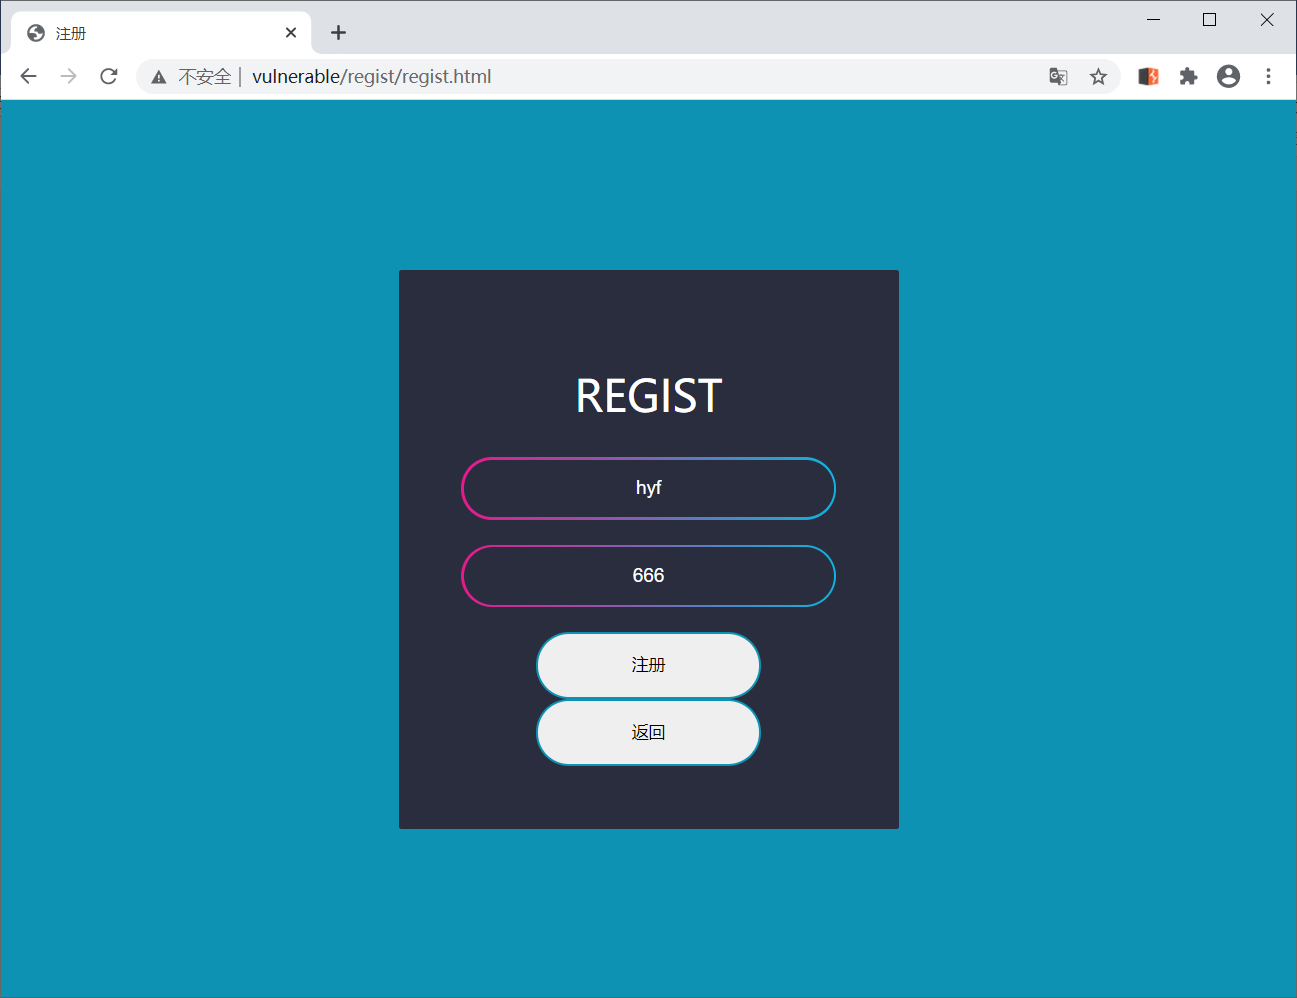 注册
不安全 | vulnerable/regist/regist.html
REGIST
hyf
666
注册
返回